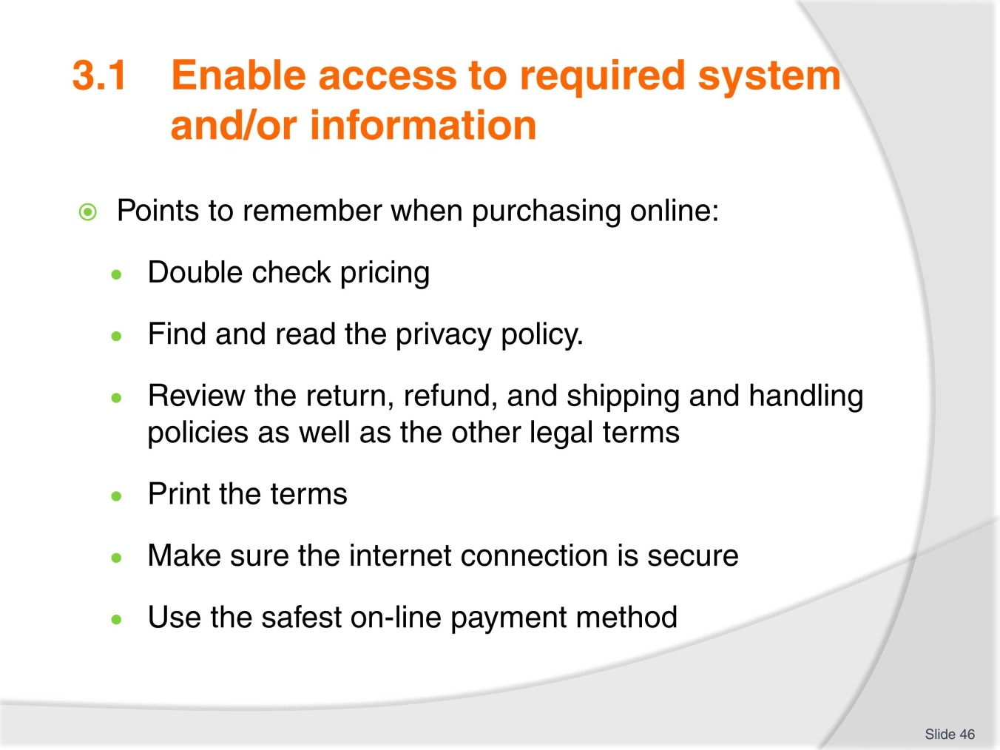 3.1 Enable access to required system
and/or information
Points to remember when purchasing online:
Double check pricing
Find and read the privacy policy.
Review the return, refund, and shipping and handling
policies as well as the other legal terms
Print the terms
Make sure the internet connection is secure
Use the safest on-line payment method
Slide 46